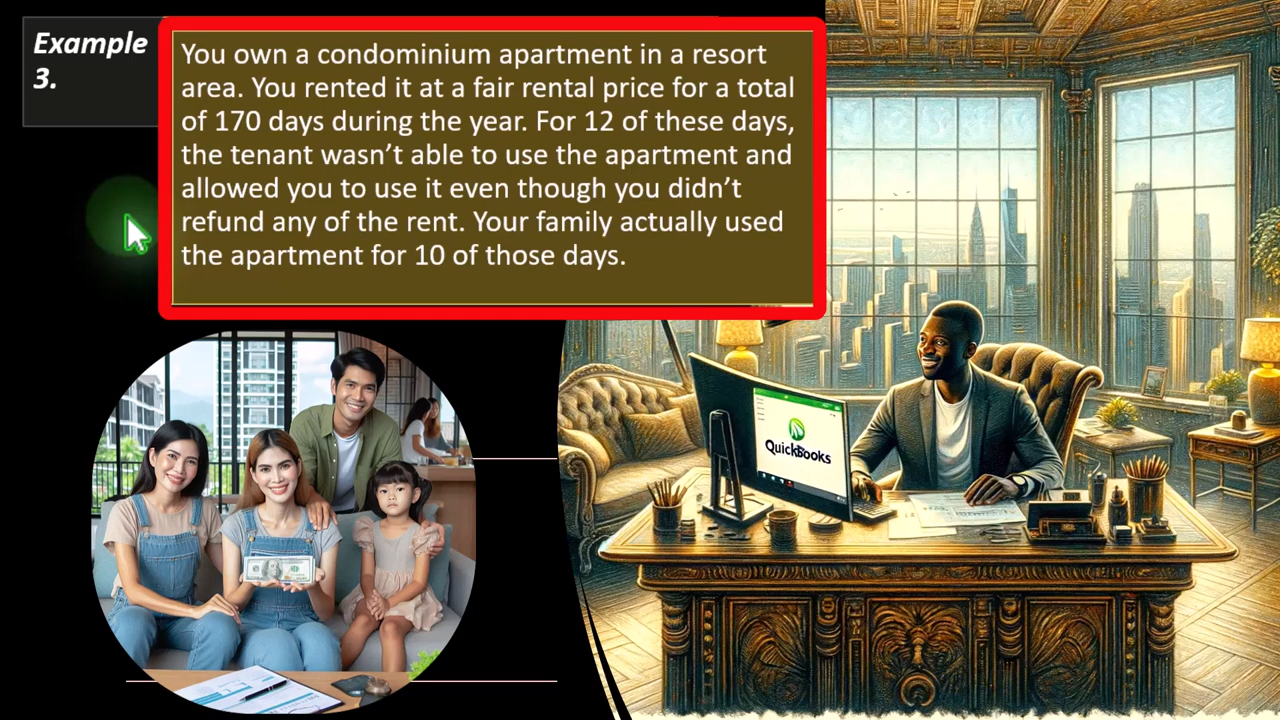 Example
3.
You own a condominium apartment in a resort
area. You rented it at a fair rental price for a total
of 170 days during the year. For 12 of these days,
the tenant wasn’t able to use the apartment and
allowed you to use it even though you didn’t
refund any of the rent. Your family actually used
the apartment for 10 of those days.
QuickBooks